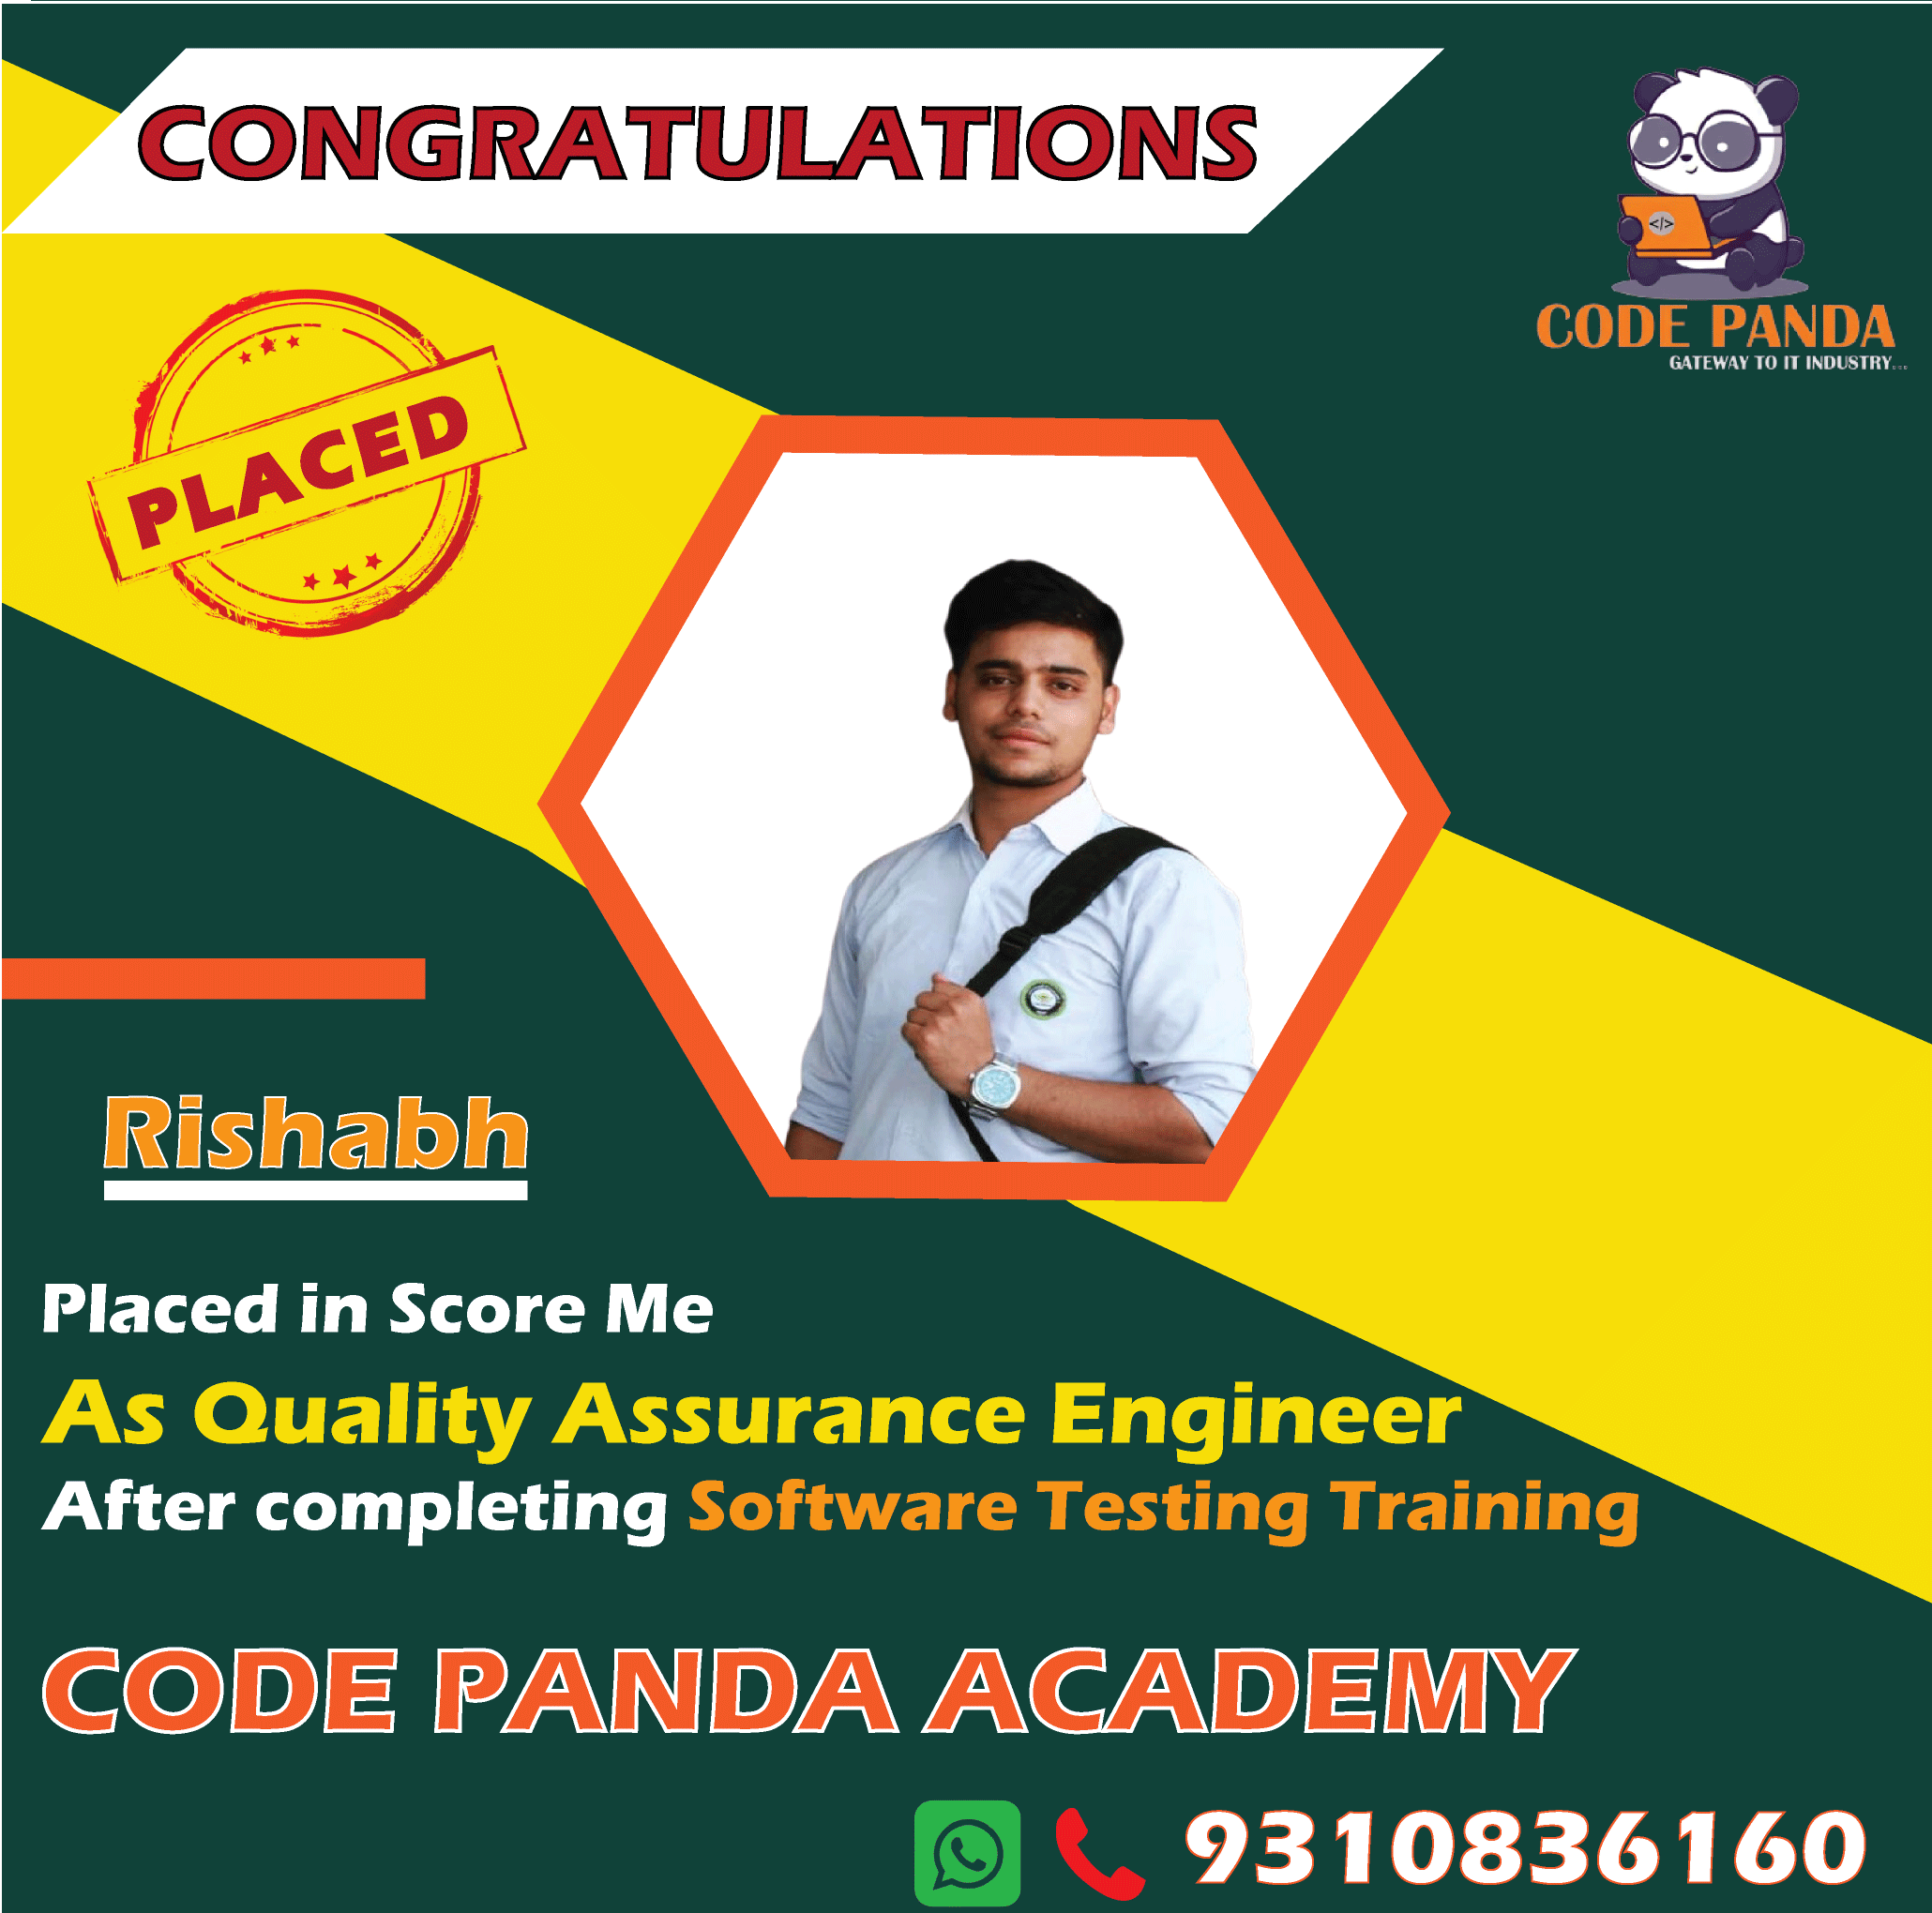 CONGRATULATIONS
</>
CODE PANDA
GATEWAY TO IT INDUSTRY...
PLACED
Rishabh
Placed in Score Me
As Quality Assurance Engineer
After completing Software Testing Training
CODE PANDA ACADEMY
9310836160